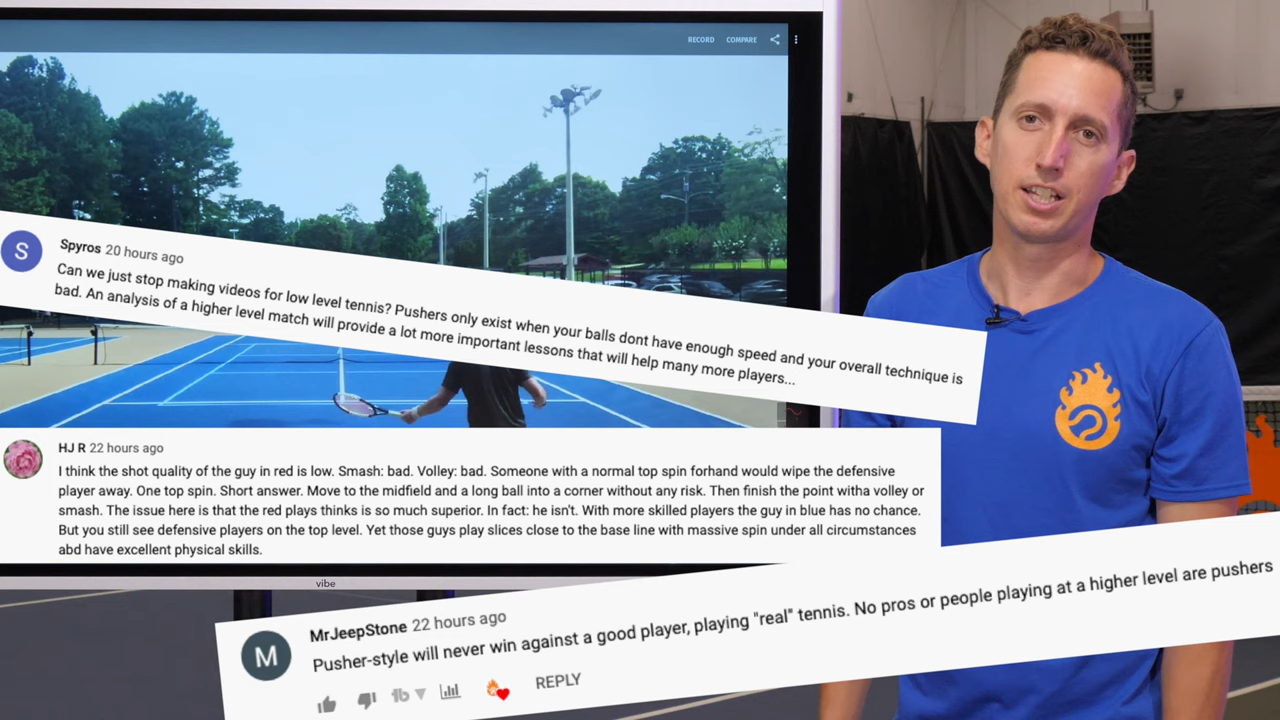 RECORD COMPARE
S
Spyros 20 hours ago
Can we just stop making videos for low level tennis? Pushers only exist when your balls dont have enough speed and your overall technique is
bad. An analysis of a higher level match will provide a lot more important lessons that will help many more players...
HJ R 22 hours ago
I think the shot quality of the guy in red is low. Smash: bad. Volley: bad. Someone with a normal top spin forhand would wipe the defensive
player away. One top spin. Short answer. Move to the midfield and a long ball into a corner without any risk. Then finish the point witha volley or
smash. The issue here is that the red plays thinks is so much superior. In fact: he isn't. With more skilled players the guy in blue has no chance.
But you still see defensive players on the top level. Yet those guys play slices close to the base line with massive spin under all circumstances
abd have excellent physical skills.
vibe
M
MrJeepStone 22 hours ago
Pusher-style will never win against a good player, playing "real" tennis. No pros or people playing at a higher level are pushers
REPLY